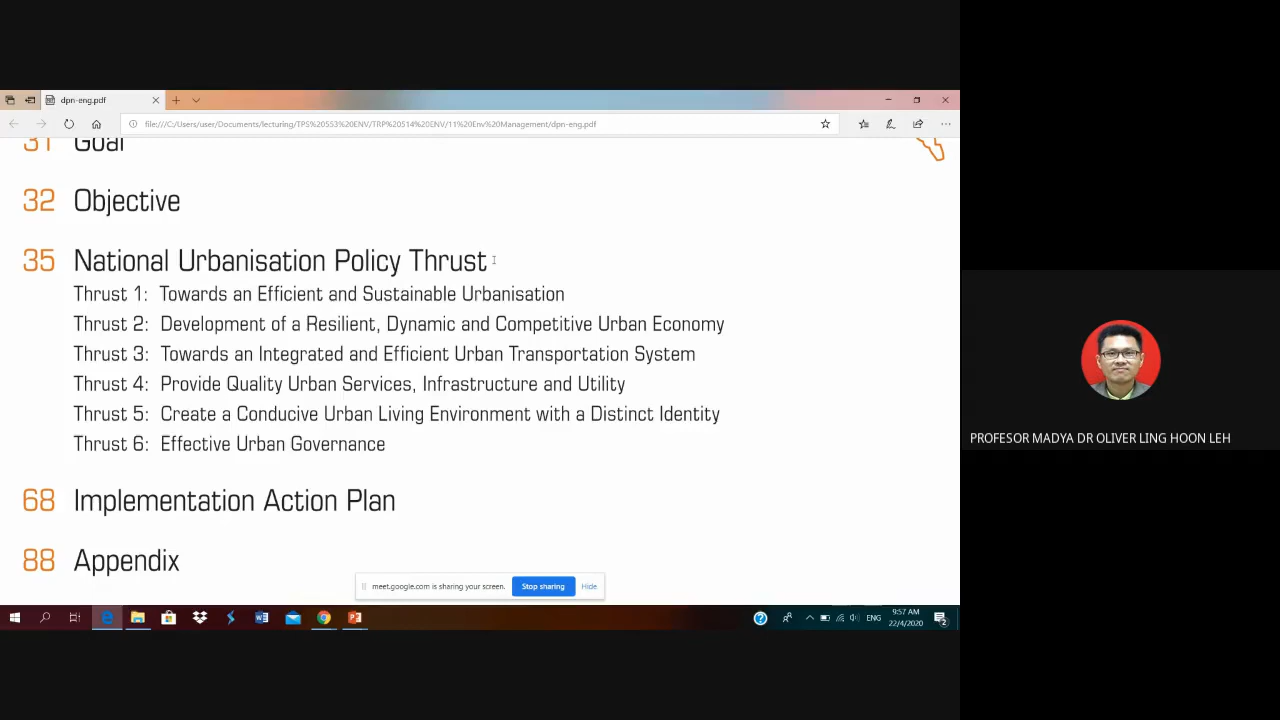 dpn-eng.pdf
file:///C:/Users/user/Documents/lecturing/TPS%20553%20ENV/TRP%20514%20ENV/11%20Env%20Management/dpn-eng.pdf
31 Goal
32 Objective
35 National Urbanisation Policy Thrust
Thrust 1: Towards an Efficient and Sustainable Urbanisation
Thrust 2: Development of a Resilient, Dynamic and Competitive Urban Economy
Thrust 3: Towards an Integrated and Efficient Urban Transportation System
Thrust 4: Provide Quality Urban Services, Infrastructure and Utility
Thrust 5: Create a Conducive Urban Living Environment with a Distinct Identity
Thrust 6: Effective Urban Governance
68 Implementation Action Plan
88 Appendix
meet.google.com is sharing your screen. Stop sharing Hide
ENG 9:57 AM
22/4/2020
2
PROFESOR MADYA DR OLIVER LING HOON LEH